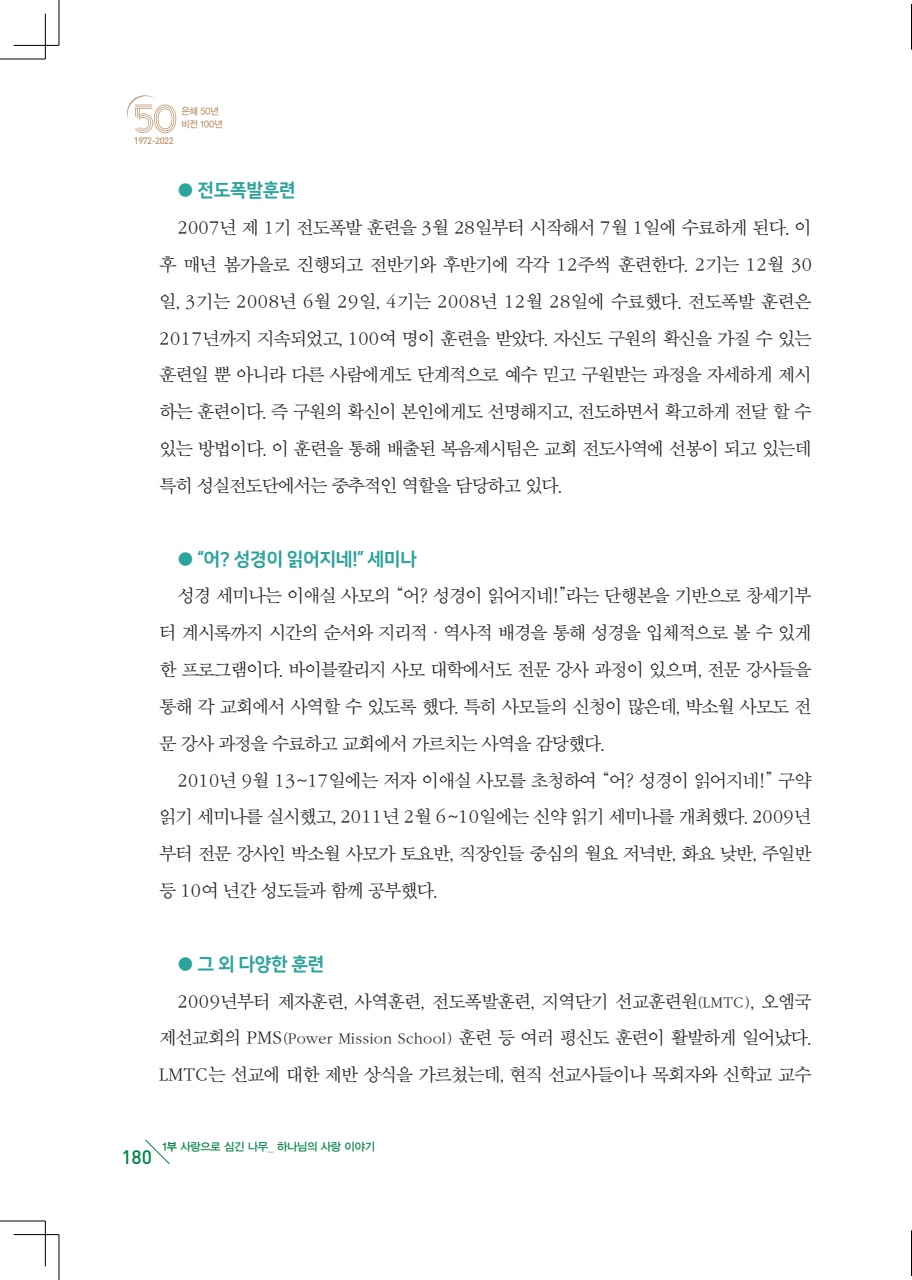 50
은혜 50년
비전 100년
1972-2022
● 전도폭발훈련
2007년 제 1기 전도폭발 훈련을 3월 28일부터 시작해서 7월 1일에 수료하게 된다. 이
후 매년 봄가을로 진행되고 전반기와 후반기에 각각 12주씩 훈련한다. 2기는 12월 30
일, 3기는 2008년 6월 29일, 4기는 2008년 12월 28일에 수료했다. 전도폭발 훈련은
2017년까지 지속되었고, 100여 명이 훈련을 받았다. 자신도 구원의 확신을 가질 수 있는
훈련일 뿐 아니라 다른 사람에게도 단계적으로 예수 믿고 구원받는 과정을 자세하게 제시
하는 훈련이다. 즉 구원의 확신이 본인에게도 선명해지고, 전도하면서 확고하게 전달 할 수
있는 방법이다. 이 훈련을 통해 배출된 복음제시팀은 교회 전도사역에 선봉이 되고 있는데
특히 성실전도단에서는 중추적인 역할을 담당하고 있다.
● “어? 성경이 읽어지네!” 세미나
성경 세미나는 이애실 사모의 “어? 성경이 읽어지네!”라는 단행본을 기반으로 창세기부
터 계시록까지 시간의 순서와 지리적 · 역사적 배경을 통해 성경을 입체적으로 볼 수 있게
한 프로그램이다. 바이블칼리지 사모 대학에서도 전문 강사 과정이 있으며, 전문 강사들을
통해 각 교회에서 사역할 수 있도록 했다. 특히 사모들의 신청이 많은데, 박소월 사모도 전
문 강사 과정을 수료하고 교회에서 가르치는 사역을 감당했다.
2010년 9월 13~17일에는 저자 이애실 사모를 초청하여 “어? 성경이 읽어지네!” 구약
읽기 세미나를 실시했고, 2011년 2월 6~10일에는 신약 읽기 세미나를 개최했다. 2009년
부터 전문 강사인 박소월 사모가 토요반, 직장인들 중심의 월요 저녁반, 화요 낮반, 주일반
등 10여 년간 성도들과 함께 공부했다.
● 그 외 다양한 훈련
2009년부터 제자훈련, 사역훈련, 전도폭발훈련, 지역단기 선교훈련원(LMTC), 오엠국
제선교회의 PMS(Power Mission School) 훈련 등 여러 평신도 훈련이 활발하게 일어났다.
LMTC는 선교에 대한 제반 상식을 가르쳤는데, 현직 선교사들이나 목회자와 신학교 교수
180 1부 사랑으로 심긴 나무_ 하나님의 사랑 이야기